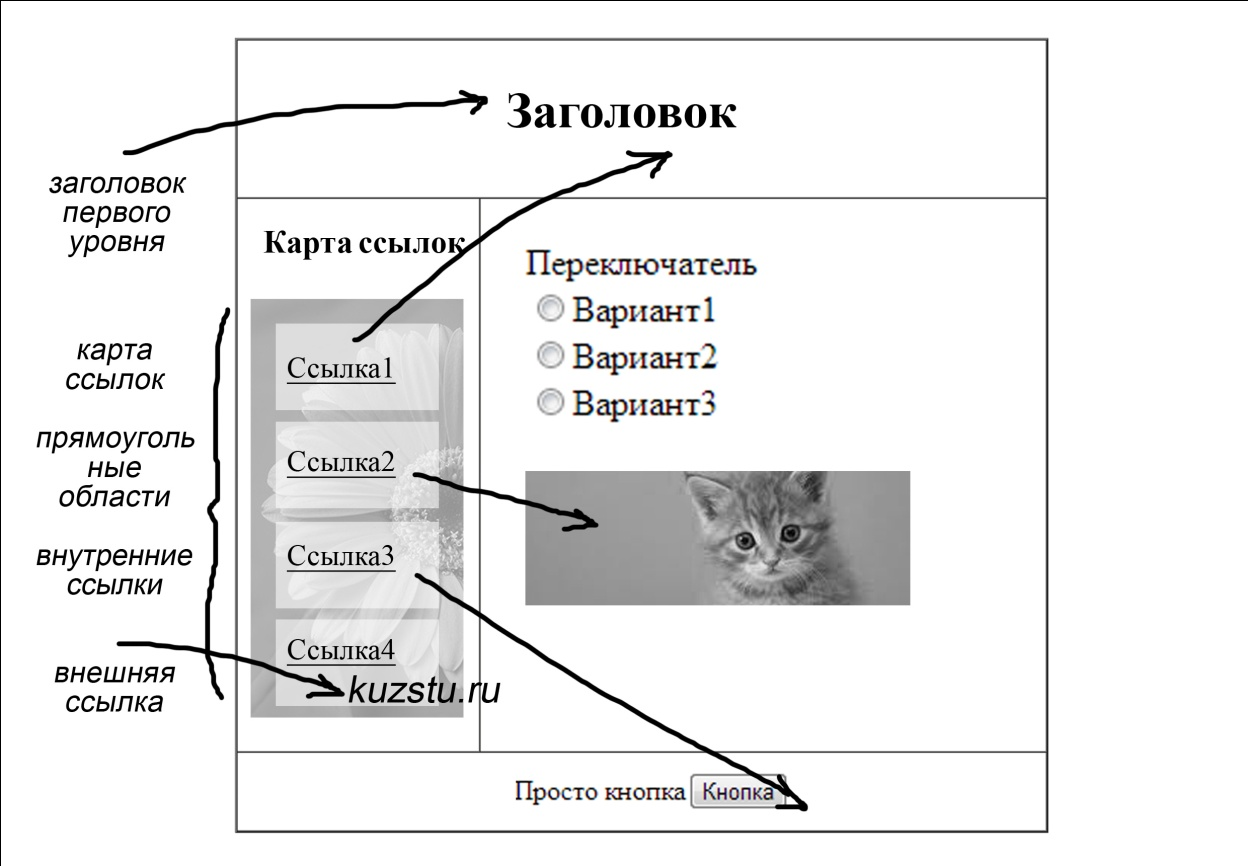 Заголовок
заголовок
первого
уровня
Карта ссылок
карта
ссылок
прямоуголь
ные
области
внутренние
ссылки
внешняя
ссылка
Ссылка1
Ссылка2
Ссылка3
Ссылка4
kuzstu.ru
Переключатель
Вариант1
Вариант2
Вариант3
Просто кнопка Кнопка